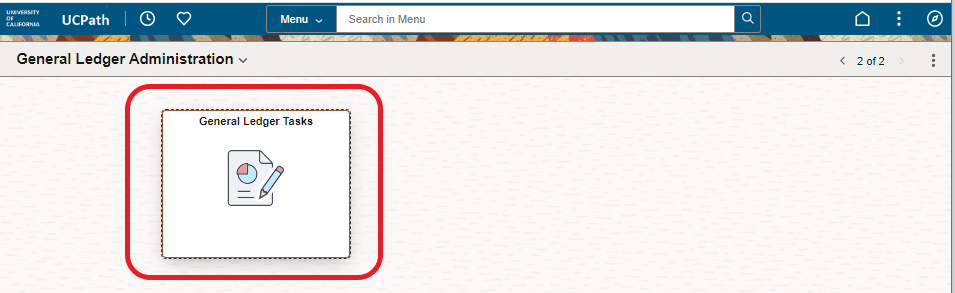 UNIVERSITY
OF
CALIFORNIA
UCPath
Menu
Search in Menu
General Ledger Administration
2 of 2
General Ledger Tasks